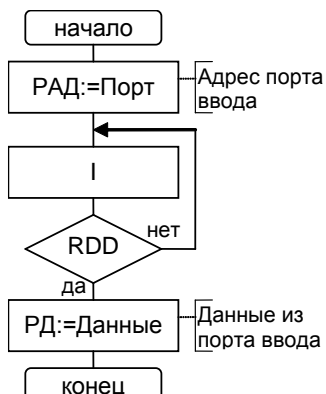 начало
РАД:=Порт
Адрес порта
ввода
I
RDD
нет
да
РД:=Данные
Данные из
порта ввода
конец